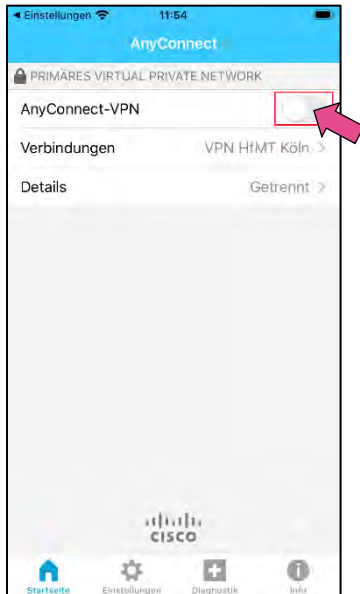 ◀ Einstellungen 11:54
AnyConnect
PRIMÄRES VIRTUAL PRIVATE NETWORK
AnyConnect-VPN
Verbindungen VPN HfMT Köln >
Details Getrennt >
CISCO
Startseite Einstellungen Diagnostik Info